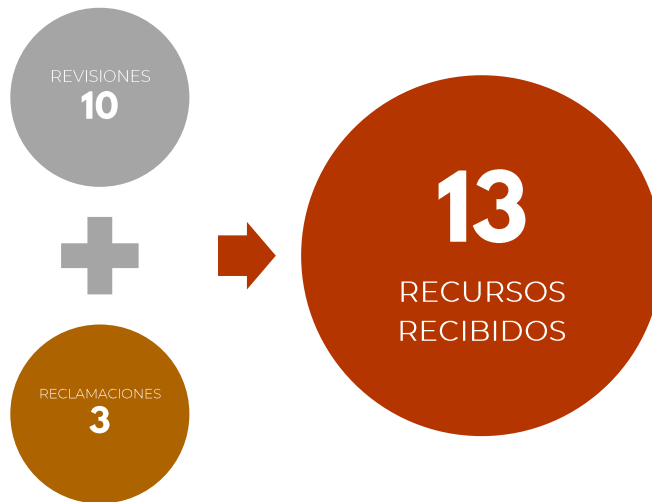 REVISIONES
10
RECLAMACIONES
3
13
RECURSOS
RECIBIDOS